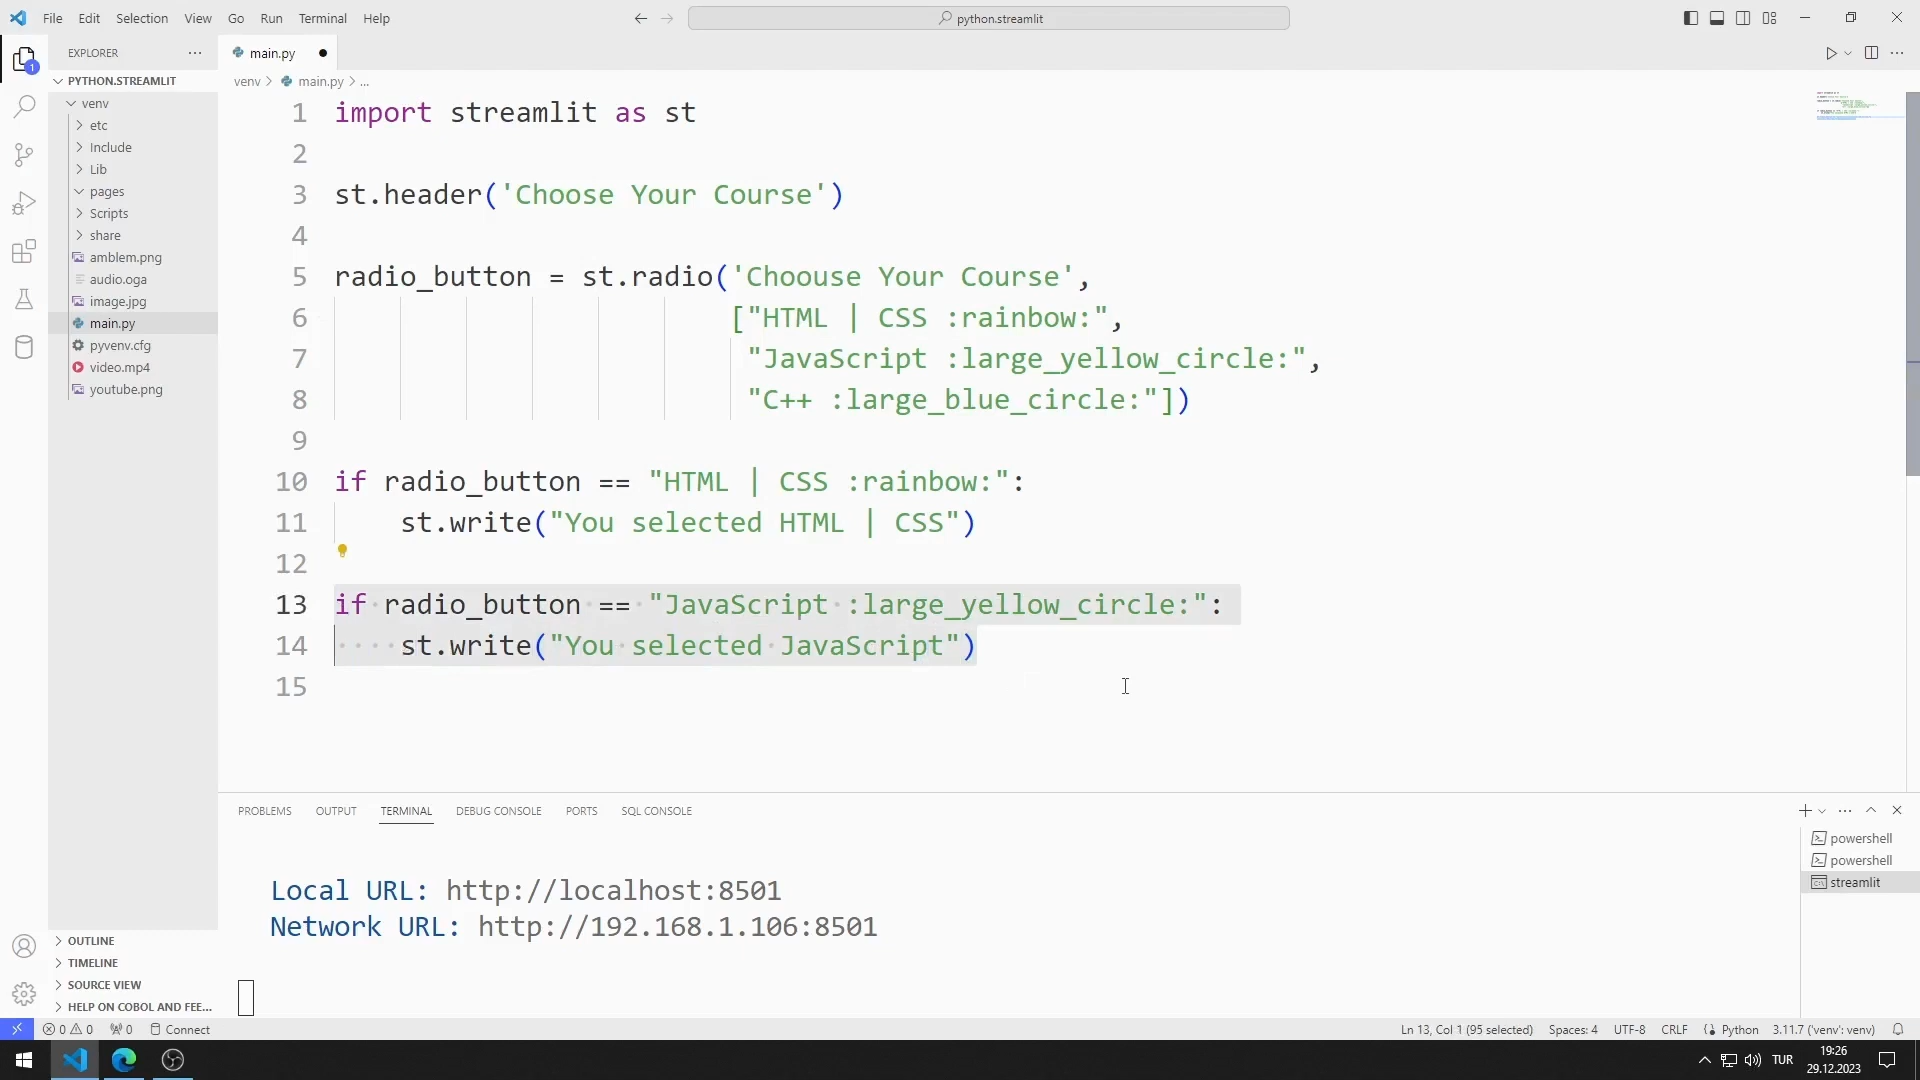 File Edit Selection View Go Run Terminal Help
python.streamlit
EXPLORER
main.py
PYTHON.STREAMLIT
venv > main.py > ...
venv
etc
Include
Lib
pages
Scripts
share
amblem.png
audio.oga
image.jpg
main.py
pyvenv.cfg
video.mp4
youtube.png
1 import streamlit as st
2
3 st.header('Choose Your Course')
4
5 radio_button = st.radio('Choouse Your Course',
6 ["HTML | CSS :rainbow:",
7 "JavaScript :large_yellow_circle:",
8 "C++ :large_blue_circle:"])
9
10 if radio_button == "HTML | CSS :rainbow:":
11 st.write("You selected HTML | CSS")
12
13 if radio_button == "JavaScript :large_yellow_circle:":
14 st.write("You selected JavaScript")
15
PROBLEMS OUTPUT TERMINAL DEBUG CONSOLE PORTS SQL CONSOLE
powershell
powershell
streamlit
Local URL: http://localhost:8501
Network URL: http://192.168.1.106:8501
OUTLINE
TIMELINE
SOURCE VIEW
HELP ON COBOL AND FEE...
0 0 0 Connect
Ln 13, Col 1 (95 selected) Spaces: 4 UTF-8 CRLF Python 3.11.7 ('venv': venv)
TUR
19:26
29.12.2023
1